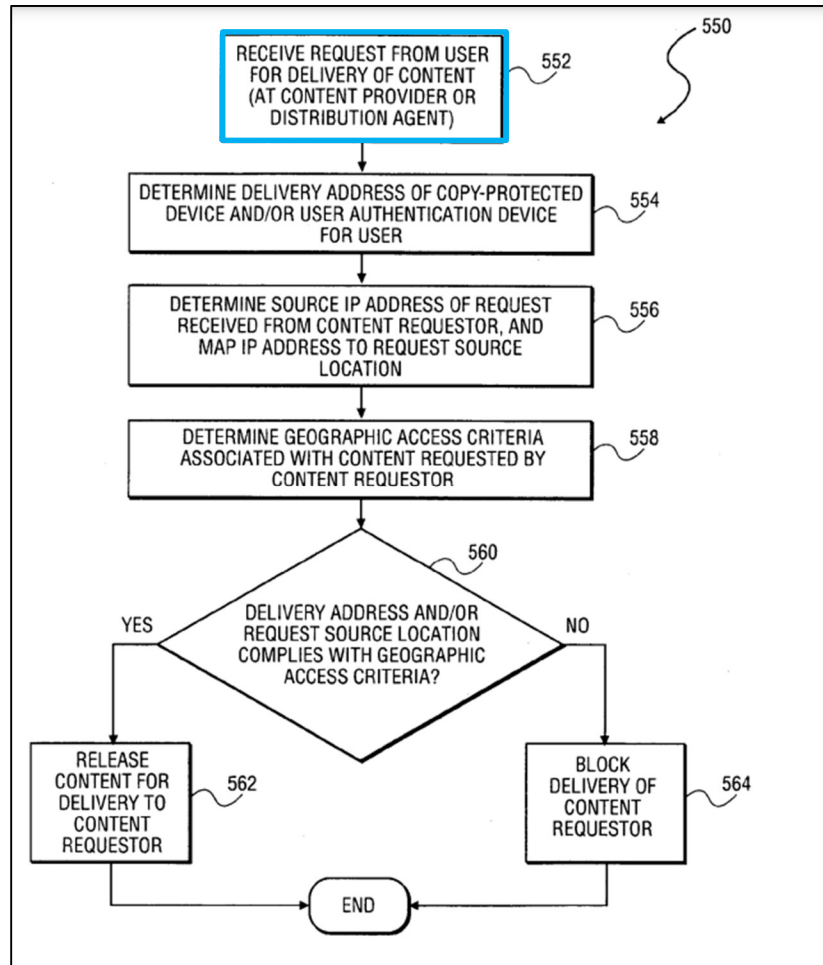 550
RECEIVE REQUEST FROM USER
FOR DELIVERY OF CONTENT
(AT CONTENT PROVIDER OR
DISTRIBUTION AGENT)
552
DETERMINE DELIVERY ADDRESS OF COPY-PROTECTED
DEVICE AND/OR USER AUTHENTICATION DEVICE
FOR USER
554
DETERMINE SOURCE IP ADDRESS OF REQUEST
RECEIVED FROM CONTENT REQUESTOR, AND
MAP IP ADDRESS TO REQUEST SOURCE
LOCATION
556
DETERMINE GEOGRAPHIC ACCESS CRITERIA
ASSOCIATED WITH CONTENT REQUESTED BY
CONTENT REQUESTOR
558
560
DELIVERY ADDRESS AND/OR
REQUEST SOURCE LOCATION
COMPLIES WITH GEOGRAPHIC
ACCESS CRITERIA?
YES
NO
RELEASE
CONTENT FOR
DELIVERY TO
CONTENT
REQUESTOR
562
BLOCK
DELIVERY OF
CONTENT
REQUESTOR
564
END